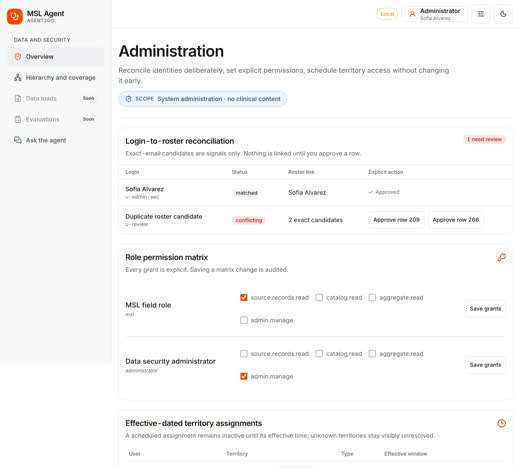 MSL Agent
AGENT2GO
Local
Administrator
Sofia Alvarez
DATA AND SECURITY
Overview
Hierarchy and coverage
Data loads
Soon
Evaluations
Soon
Ask the agent
Administration
Reconcile identities deliberately, set explicit permissions, schedule territory access without changing
it early.
SCOPE System administration · no clinical content
Login-to-roster reconciliation
1 need review
Exact-email candidates are signals only. Nothing is linked until you approve a row.
Login Status Roster link Explicit action
Sofia Alvarez
u-admin-sec
matched
Sofia Alvarez
Approved
Duplicate roster candidate
u-review
conflicting
2 exact candidates
Approve row 209
Approve row 266
Role permission matrix
Every grant is explicit. Saving a matrix change is audited.
MSL field role
msl
source.records.read catalog.read aggregate.read
admin.manage
Save grants
Data security administrator
administrator
source.records.read catalog.read aggregate.read
admin.manage
Save grants
Effective-dated territory assignments
A scheduled assignment remains inactive until its effective time; unknown territories stay visibly unresolved.
User Territory Type Effective window